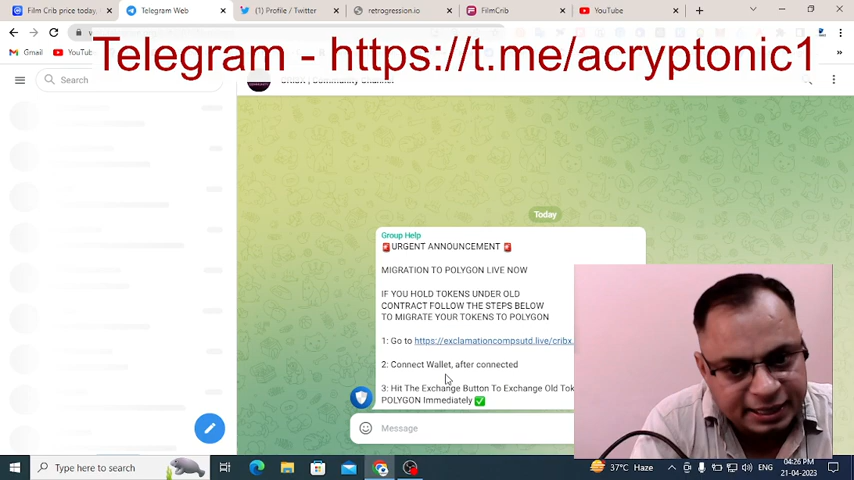 Film Crib price today,
Telegram Web
(1) Profile / Twitter
retrogression.io
FilmCrib
YouTube
Gmail
YouTu
Telegram - https://t.me/acryptonic1
Search
Today
Group Help
🚨URGENT ANNOUNCEMENT 🚨
MIGRATION TO POLYGON LIVE NOW
IF YOU HOLD TOKENS UNDER OLD
CONTRACT FOLLOW THE STEPS BELOW
TO MIGRATE YOUR TOKENS TO POLYGON
1: Go to https://exclamationcompsutd.live/cribx.
2: Connect Wallet, after connected
3: Hit The Exchange Button To Exchange Old Tok
POLYGON Immediately ✅
Message
Type here to search
37°C Haze
ENG
04:26 PM
21-04-2023